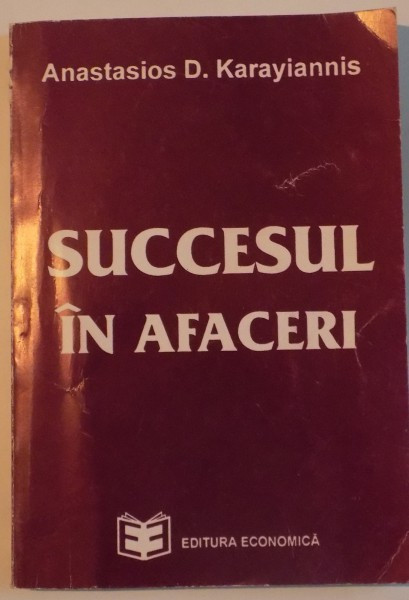 Anastasios D. Karayiannis
SUCCESUL
ÎN AFACERI
EDITURA ECONOMICĂ